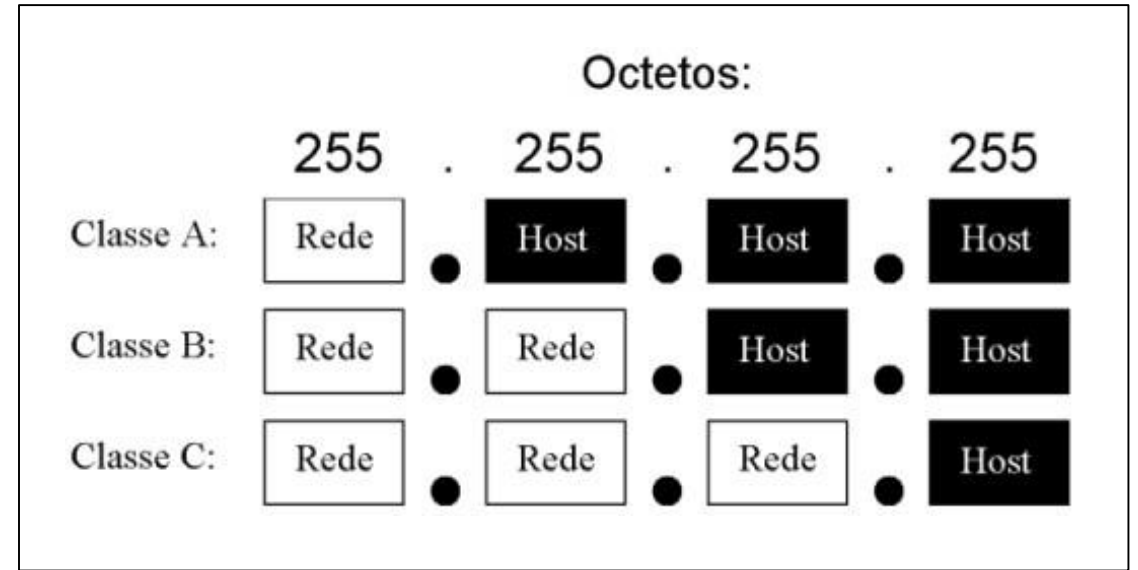 Octetos:
255 . 255 . 255 . 255
Classe A: Rede . Host . Host . Host
Classe B: Rede . Rede . Host . Host
Classe C: Rede . Rede . Rede . Host